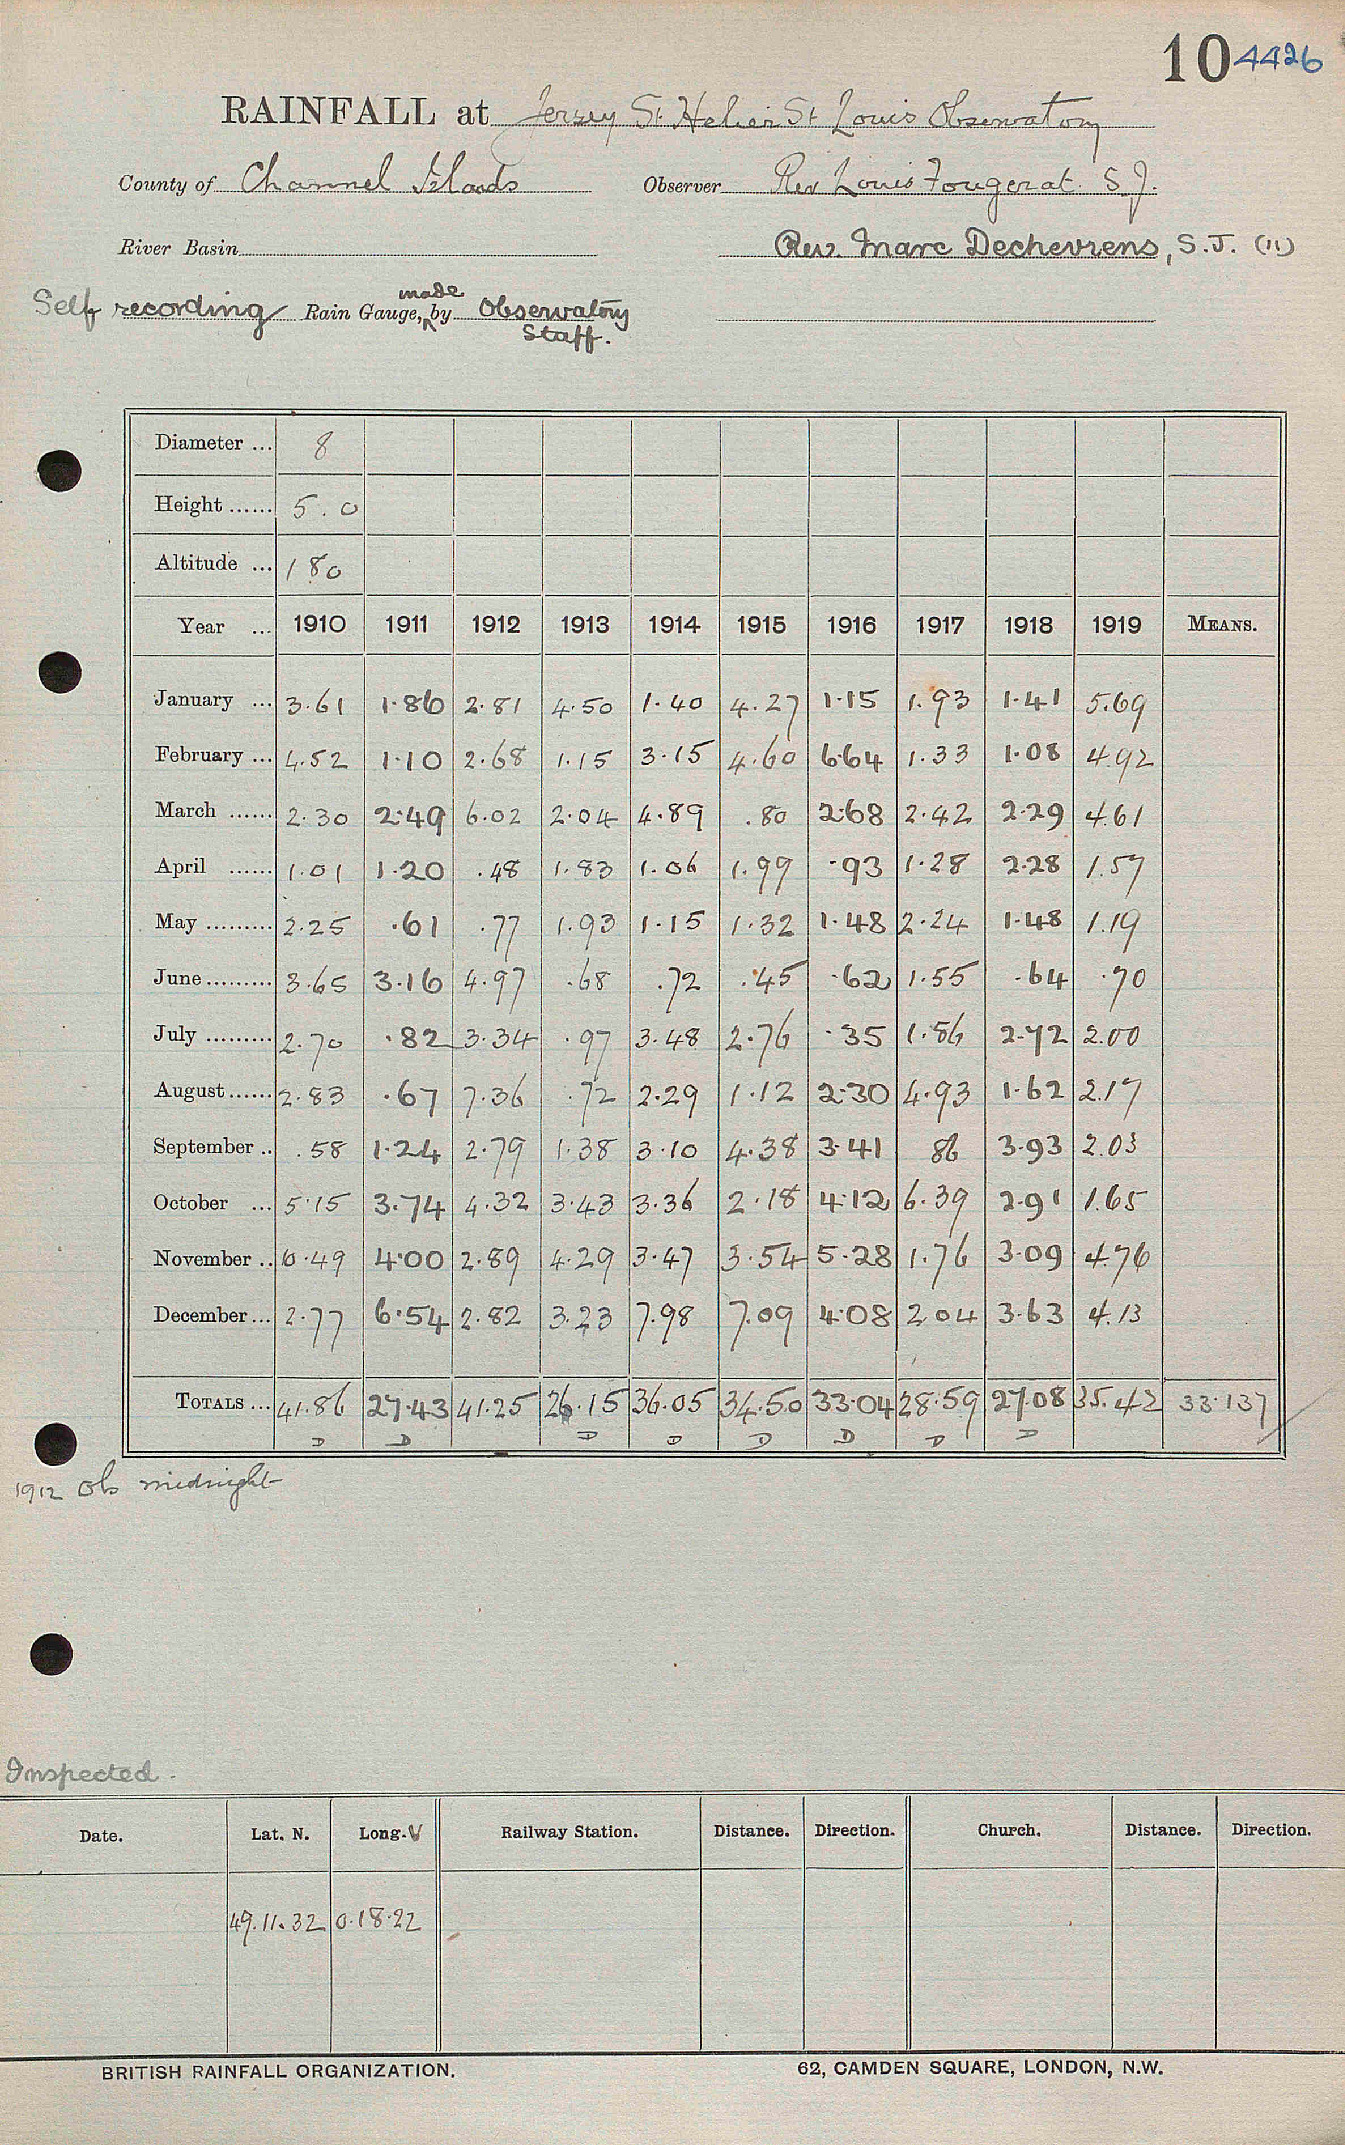 10 4426
RAINFALL at Jersey St Helier St Louis Observatory
County of Channel Islands Observer Rev Louis Fougerat. S.J.
River Basin Rev. Marc Dechevrens, S.J. (11)
Self recording Rain Gauge, made by Observatory
Staff.
Diameter ... 8
Height ...... 5.0
Altitude ... 180
Year ... 1910 1911 1912 1913 1914 1915 1916 1917 1918 1919 MEANS.
January ... 3.61 1.86 2.81 4.50 1.40 4.27 1.15 1.93 1.41 5.69
February ... 4.52 1.10 2.68 1.15 3.15 4.60 6.64 1.33 1.08 4.92
March ...... 2.30 2.49 6.02 2.04 4.89 .80 2.68 2.42 2.29 4.61
April ...... 1.01 1.20 .48 1.83 1.06 1.99 .93 1.28 2.28 1.57
May ......... 2.25 .61 .77 1.93 1.15 1.32 1.48 2.24 1.48 1.19
June ......... 3.65 3.16 4.97 .68 .72 .45 .62 1.55 .64 .70
July ......... 2.70 .82 3.34 .97 3.48 2.76 .35 1.86 2.72 2.00
August ...... 2.83 .67 7.36 .72 2.29 1.12 2.30 4.93 1.62 2.17
September .. .58 1.24 2.79 1.38 3.10 4.38 3.41 86 3.93 2.03
October ... 5.15 3.74 4.32 3.43 3.36 2.18 4.12 6.39 2.91 1.65
November .. 10.49 4.00 2.89 4.29 3.47 3.54 5.28 1.76 3.09 4.76
December ... 2.77 6.54 2.82 3.23 7.98 7.09 4.08 2.04 3.63 4.13
TOTALS ... 41.86 27.43 41.25 26.15 36.05 34.50 33.04 28.59 27.08 35.42 33.137
D D D D D D D D
1912 Ob midnight
Inspected.
Date. Lat. N. Long. W Railway Station. Distance. Direction. Church. Distance. Direction.
49.11.32 0.18.22
BRITISH RAINFALL ORGANIZATION. 62, CAMDEN SQUARE, LONDON, N.W.